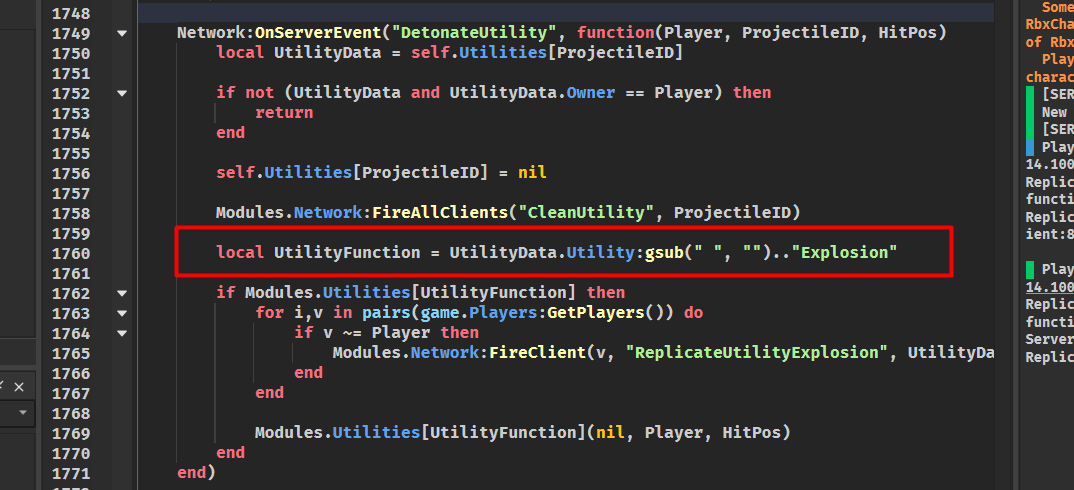 1748
1749 Network:OnServerEvent("DetonateUtility", function(Player, ProjectileID, HitPos)
1750 local UtilityData = self.Utilities[ProjectileID]
1751
1752 if not (UtilityData and UtilityData.Owner == Player) then
1753 return
1754 end
1755
1756 self.Utilities[ProjectileID] = nil
1757
1758 Modules.Network:FireAllClients("CleanUtility", ProjectileID)
1759
1760 local UtilityFunction = UtilityData.Utility:gsub(" ", "").."Explosion"
1761
1762 if Modules.Utilities[UtilityFunction] then
1763 for i,v in pairs(game.Players:GetPlayers()) do
1764 if v ~= Player then
1765 Modules.Network:FireClient(v, "ReplicateUtilityExplosion", UtilityDa
1766 end
1767 end
1768
1769 Modules.Utilities[UtilityFunction](nil, Player, HitPos)
1770 end
1771 end)
Some
RbxCha
of Rbx
Play
charac
[SER
New
[SER
Play
14.100
Replic
functi
Replic
ient:8
Play
14.100
Replic
functi
Server
Replic